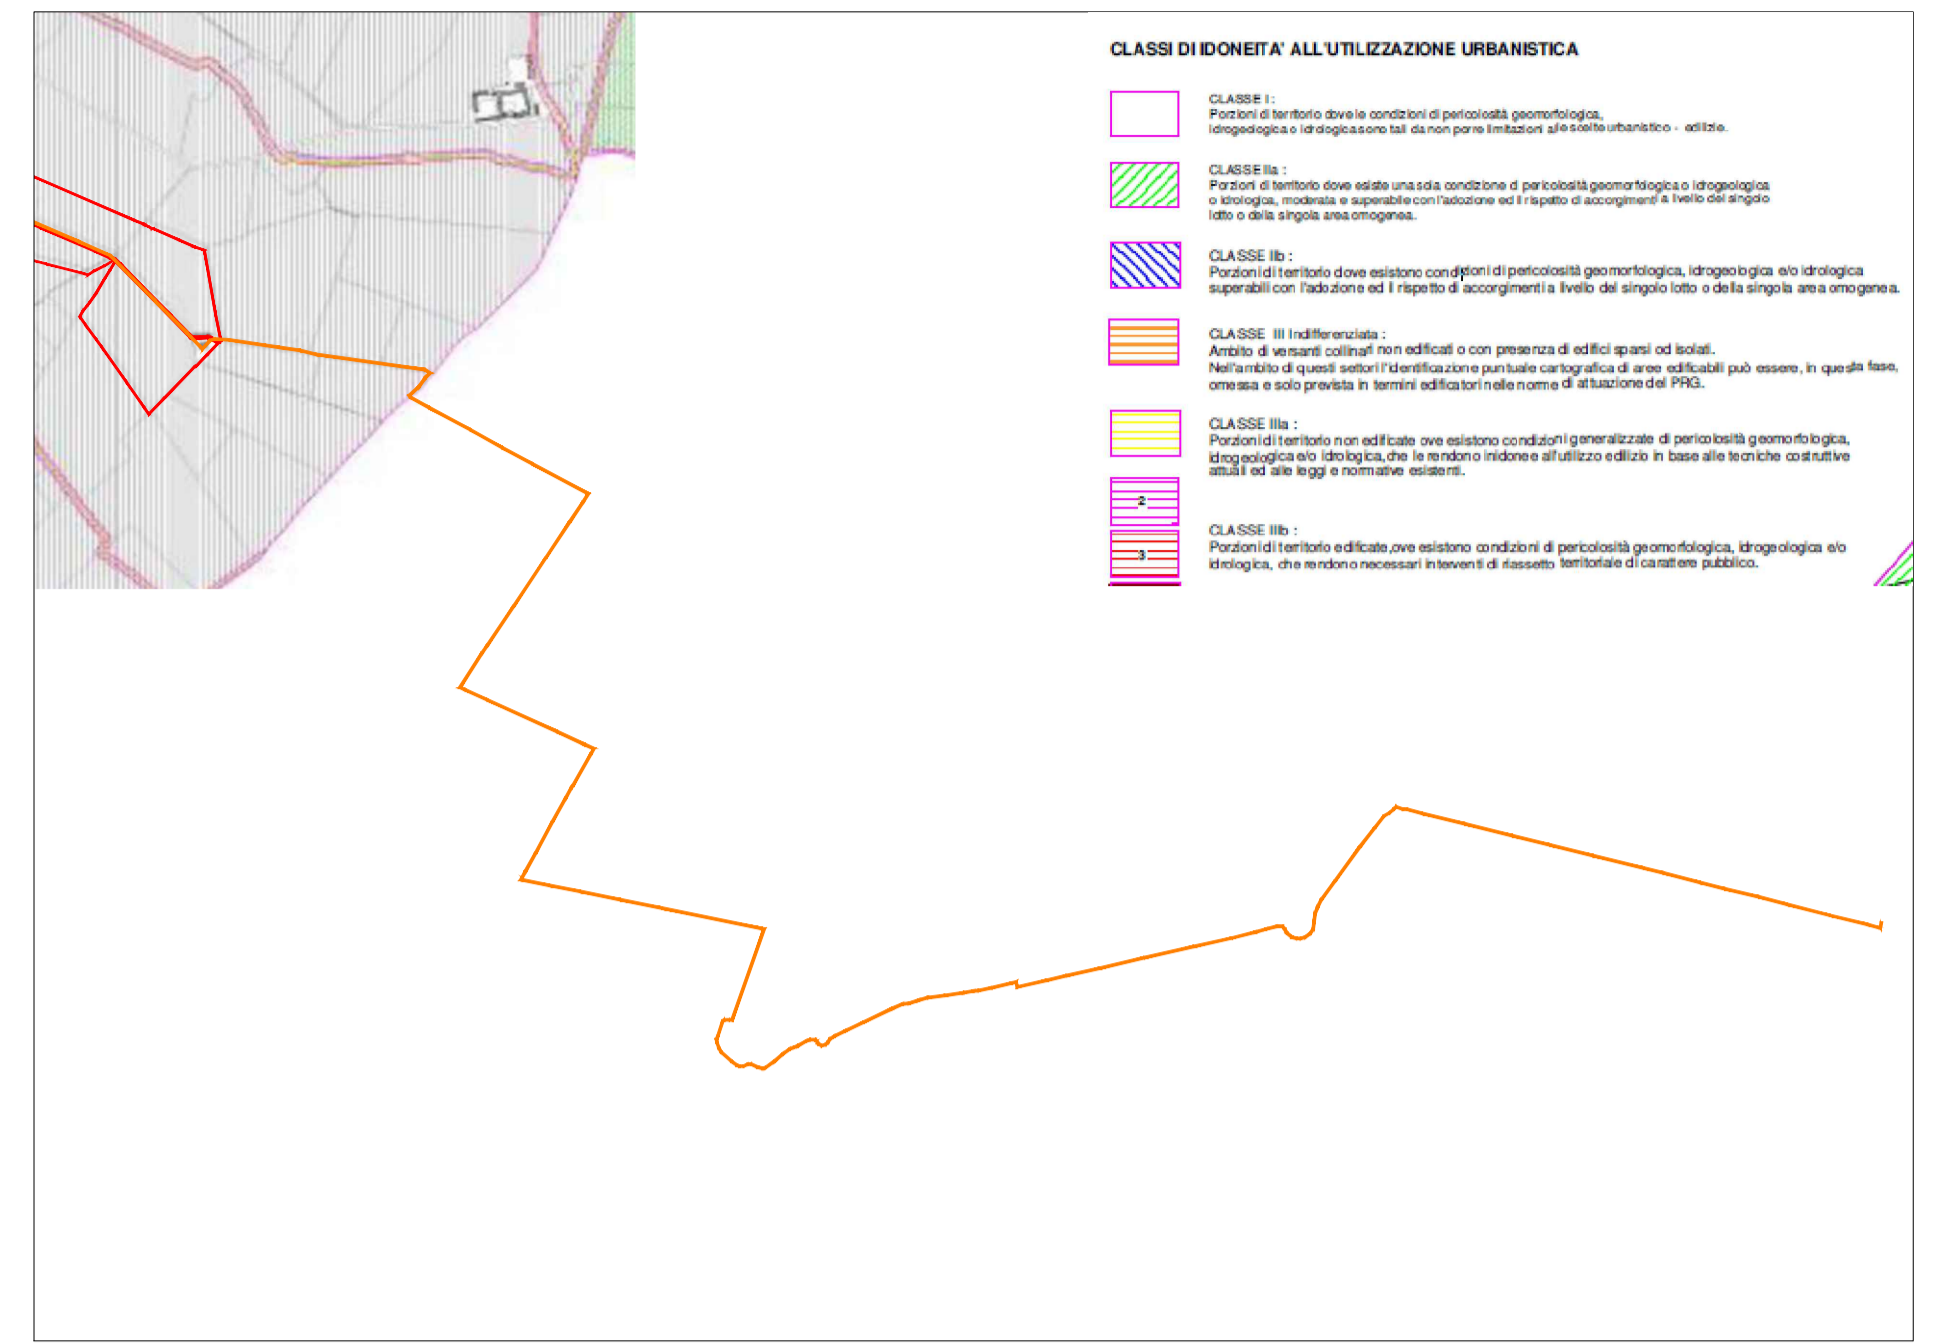 CLASSI DI IDONEITA' ALL'UTILIZZAZIONE URBANISTICA
CLASSE I :
Porzioni di territorio dove le condizioni di pericolosità geomorfologica,
idrogeologica o idrologica sono tali da non porre limitazioni alle scelte urbanistico - edilizie.
CLASSE IIa :
Porzioni di territorio dove esiste una sola condizione di pericolosità geomorfologica o idrogeologica
o idrologica, moderata e superabile con l'adozione ed il rispetto di accorgimenti a livello del singolo
lotto o della singola area omogenea.
CLASSE IIb :
Porzioni di territorio dove esistono condizioni di pericolosità geomorfologica, idrogeologica e/o idrologica
superabili con l'adozione ed il rispetto di accorgimenti a livello del singolo lotto o della singola area omogenea.
CLASSE III Indifferenziata :
Ambito di versanti collinari non edificati o con presenza di edifici sparsi od isolati.
Nell'ambito di questi settori l'identificazione puntuale cartografica di aree edificabili può essere, in questa fase,
omessa e solo prevista in termini edificatori nelle norme di attuazione del PRG.
CLASSE IIIa :
Porzioni di territorio non edificate ove esistono condizioni generalizzate di pericolosità geomorfologica,
idrogeologica e/o idrologica, che le rendono inidonee all'utilizzo edilizio in base alle tecniche costruttive
attuali ed alle leggi e normative esistenti.
2
CLASSE IIIb :
Porzioni di territorio edificate, ove esistono condizioni di pericolosità geomorfologica, idrogeologica e/o
idrologica, che rendono necessari interventi di riassetto territoriale di carattere pubblico.
3